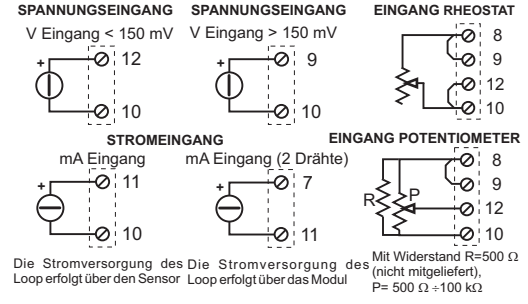 SPANNUNGSEINGANG
V Eingang < 150 mV
+
12
10
SPANNUNGSEINGANG
V Eingang > 150 mV
+
9
10
EINGANG RHEOSTAT
8
9
12
10
STROMEINGANG
mA Eingang
+
11
10
Die Stromversorgung des
Loop erfolgt über den Sensor
mA Eingang (2 Drähte)
+
7
11
Die Stromversorgung des
Loop erfolgt über das Modul
EINGANG POTENTIOMETER
R
P
8
9
12
10
Mit Widerstand R=500 Ω
(nicht mitgeliefert),
P= 500 Ω ÷100 kΩ